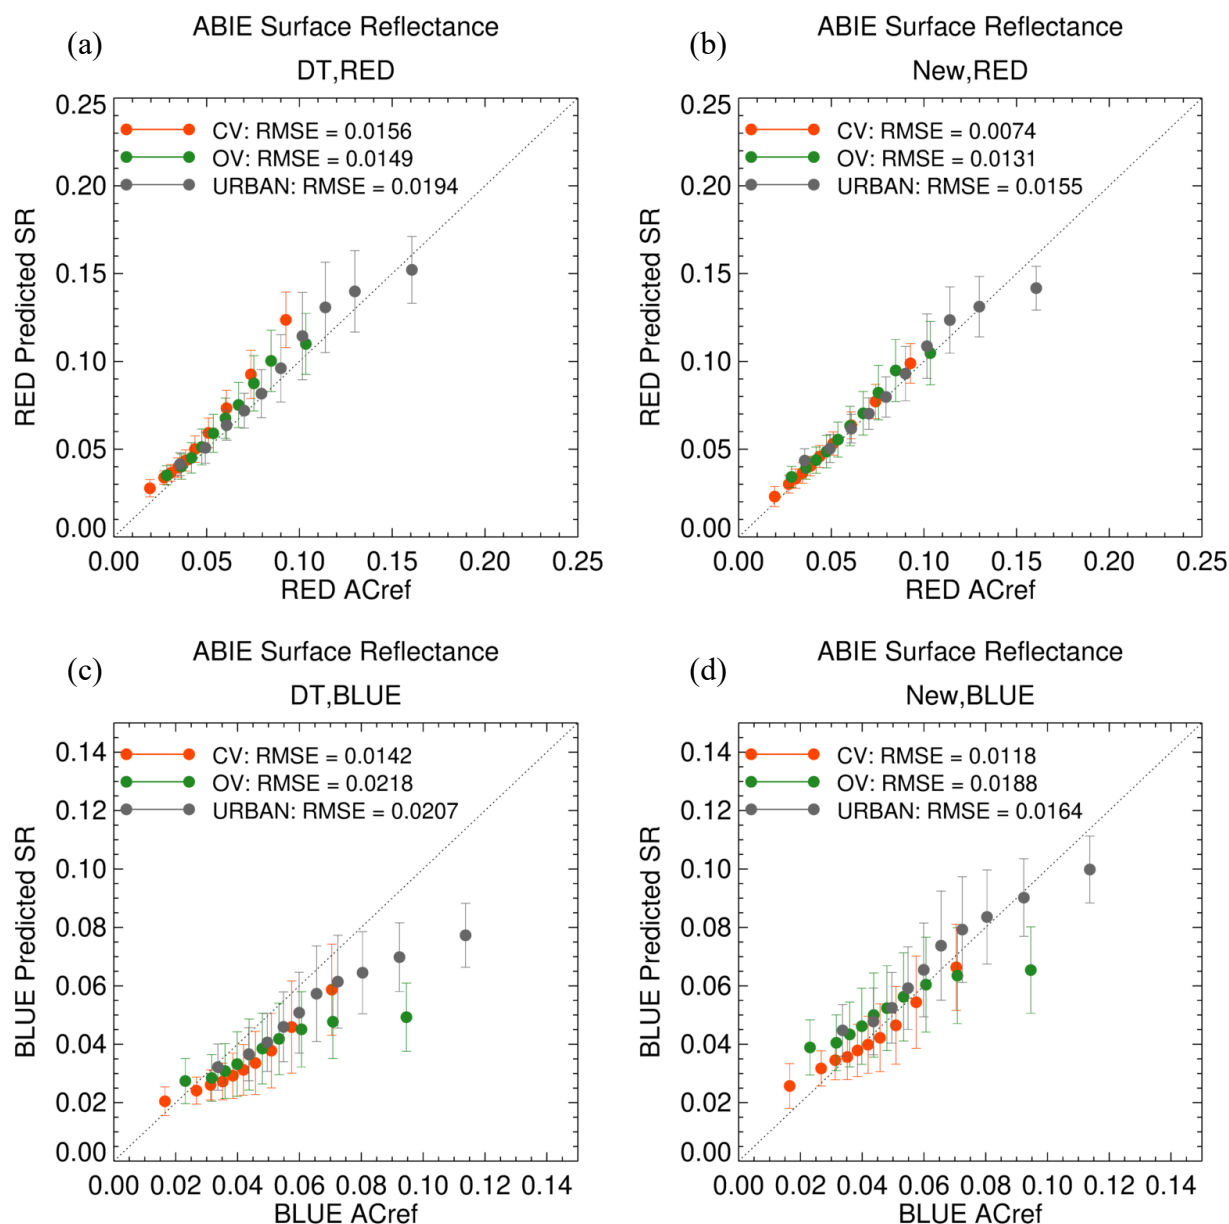 (a)
ABIE Surface Reflectance
DT,RED
RED Predicted SR
0.25
0.20
0.15
0.10
0.05
0.00
CV: RMSE = 0.0156
OV: RMSE = 0.0149
URBAN: RMSE = 0.0194
0.00 0.05 0.10 0.15 0.20 0.25
RED ACref
(b)
ABIE Surface Reflectance
New,RED
RED Predicted SR
0.25
0.20
0.15
0.10
0.05
0.00
CV: RMSE = 0.0074
OV: RMSE = 0.0131
URBAN: RMSE = 0.0155
0.00 0.05 0.10 0.15 0.20 0.25
RED ACref
(c)
ABIE Surface Reflectance
DT,BLUE
BLUE Predicted SR
0.14
0.12
0.10
0.08
0.06
0.04
0.02
0.00
CV: RMSE = 0.0142
OV: RMSE = 0.0218
URBAN: RMSE = 0.0207
0.00 0.02 0.04 0.06 0.08 0.10 0.12 0.14
BLUE ACref
(d)
ABIE Surface Reflectance
New,BLUE
BLUE Predicted SR
0.14
0.12
0.10
0.08
0.06
0.04
0.02
0.00
CV: RMSE = 0.0118
OV: RMSE = 0.0188
URBAN: RMSE = 0.0164
0.00 0.02 0.04 0.06 0.08 0.10 0.12 0.14
BLUE ACref